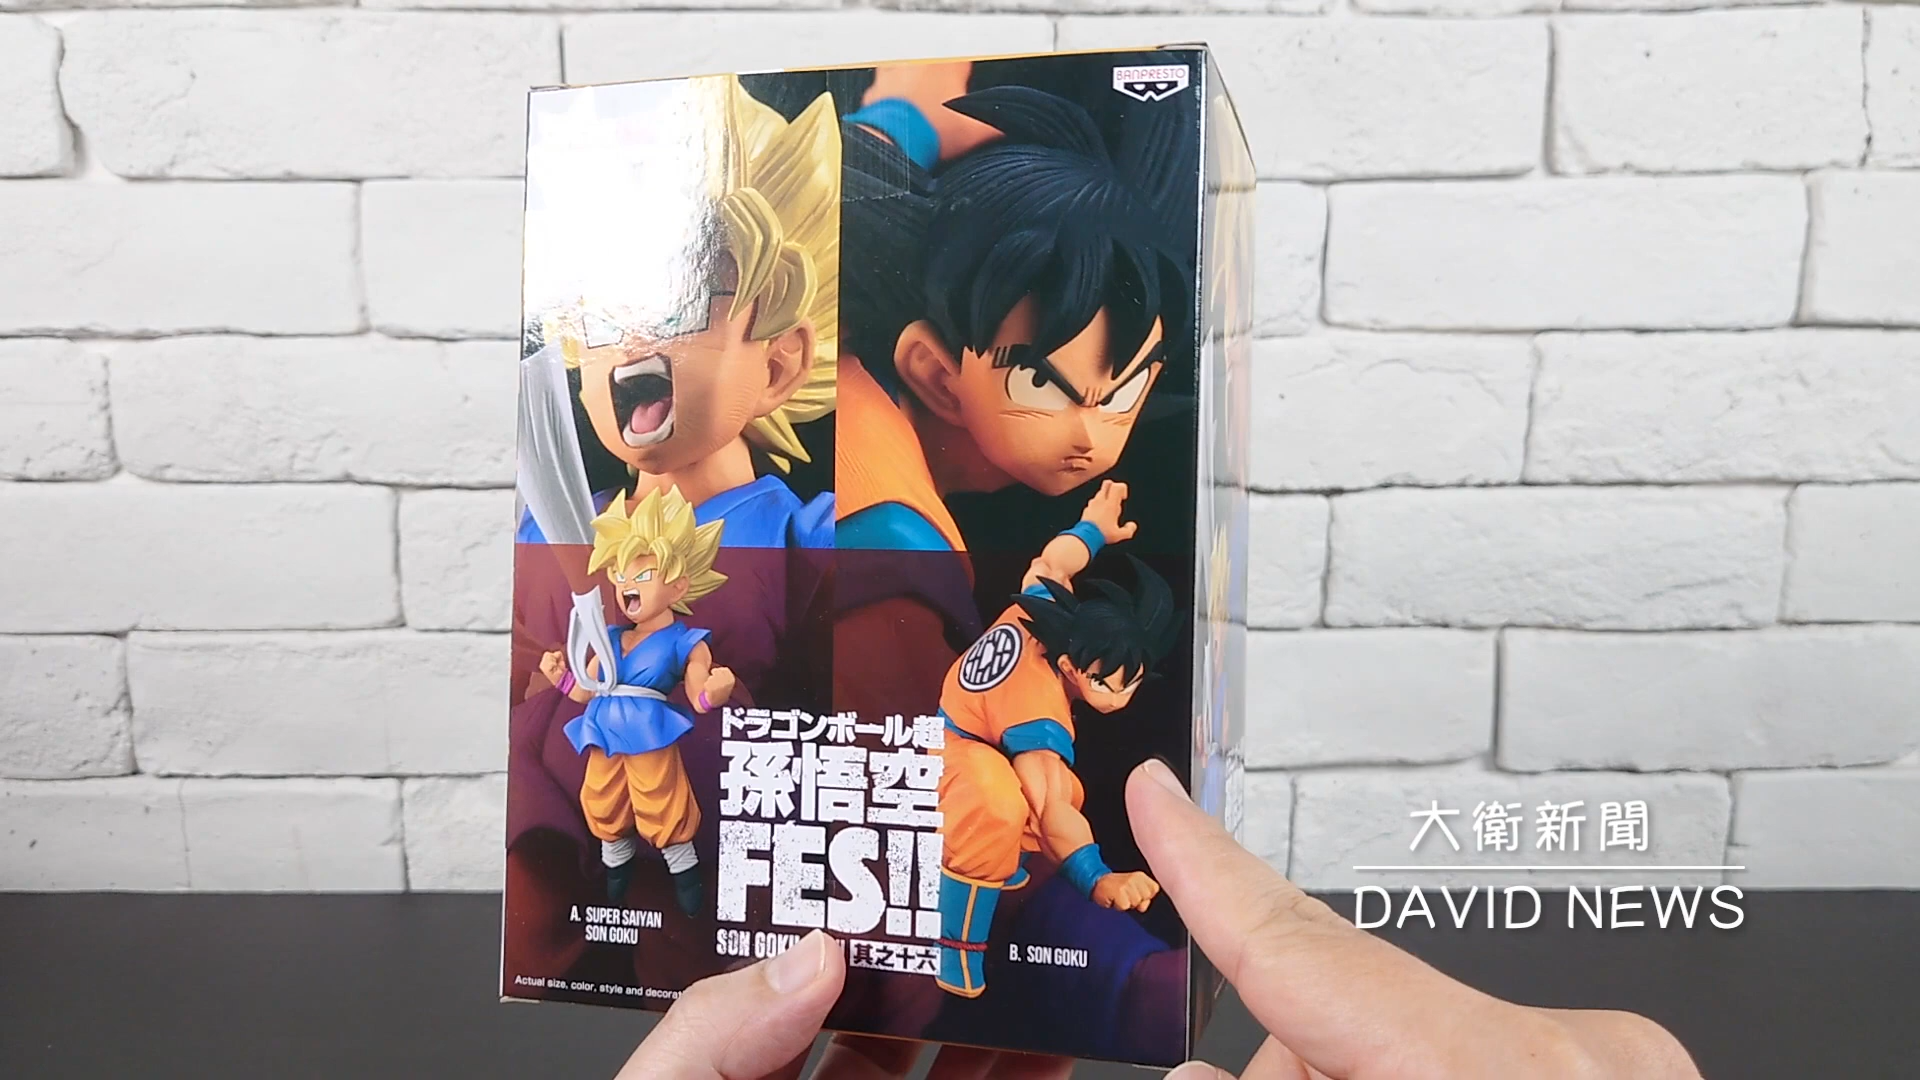 BANPRESTO
ドラゴンボール超
孫悟空
FES!!
SON GOKU
其之十六
A. SUPER SAIYAN
SON GOKU
B. SON GOKU
Actual size, color, style and
大衛新聞
DAVID NEWS